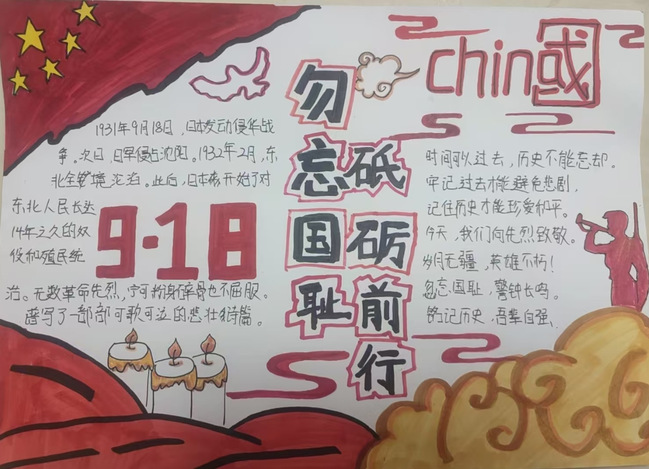 1931年9月18日,日本发动侵华战
争。次日,日军侵占沈阳。1932年2月,东
北全境沦陷。此后,日本开始了对
东北人民长达
14年之久的奴
役和殖民统
治。无数革命先烈,宁可粉身碎骨也不屈服。
谱写了一部部可歌可泣的悲壮诗篇。
9·18
勿忘国耻
砥砺前行
chin國
时间可以过去,历史不能忘却.
牢记过去才能避免悲剧,
记住历史才能珍爱和平。
今天,我们向先烈致敬。
岁月无疆,英雄不朽!
勿忘国耻,警钟长鸣.
铭记历史,吾辈自强.